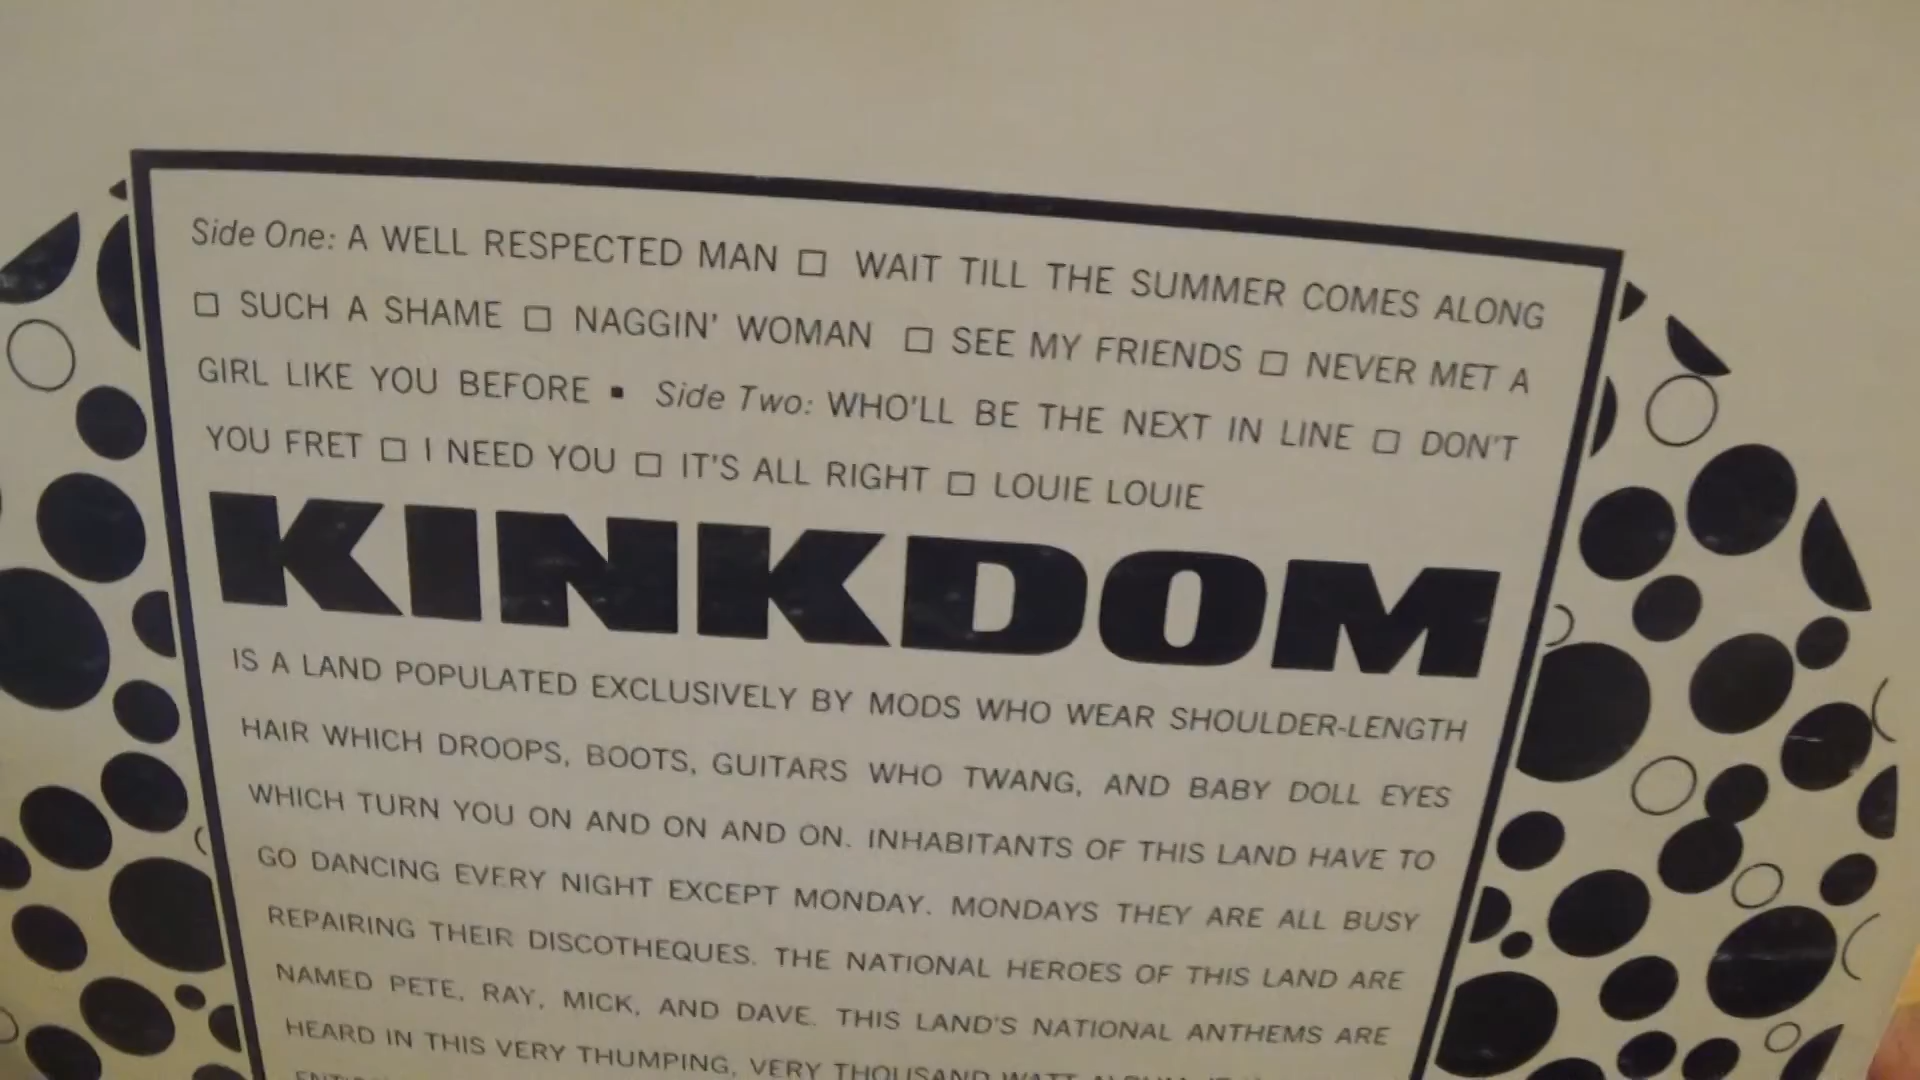 Side One: A WELL RESPECTED MAN □ WAIT TILL THE SUMMER COMES ALONG
□ SUCH A SHAME □ NAGGIN' WOMAN □ SEE MY FRIENDS □ NEVER MET A
GIRL LIKE YOU BEFORE ▪ Side Two: WHO'LL BE THE NEXT IN LINE □ DON'T
YOU FRET □ I NEED YOU □ IT'S ALL RIGHT □ LOUIE LOUIE
KINKDOM
IS A LAND POPULATED EXCLUSIVELY BY MODS WHO WEAR SHOULDER-LENGTH
HAIR WHICH DROOPS, BOOTS, GUITARS WHO TWANG, AND BABY DOLL EYES
WHICH TURN YOU ON AND ON AND ON. INHABITANTS OF THIS LAND HAVE TO
GO DANCING EVERY NIGHT EXCEPT MONDAY. MONDAYS THEY ARE ALL BUSY
REPAIRING THEIR DISCOTHEQUES. THE NATIONAL HEROES OF THIS LAND ARE
NAMED PETE, RAY, MICK, AND DAVE. THIS LAND'S NATIONAL ANTHEMS ARE
HEARD IN THIS VERY THUMPING, VERY THOUSAND WATT ALBUM.